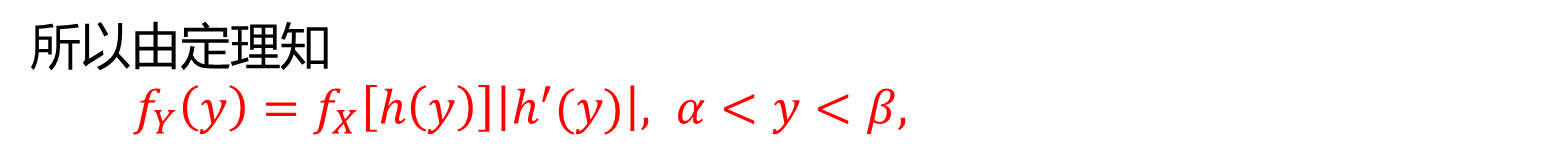 所以由定理知
f_Y(y) = f_X[h(y)]|h′(y)|, α < y < β,